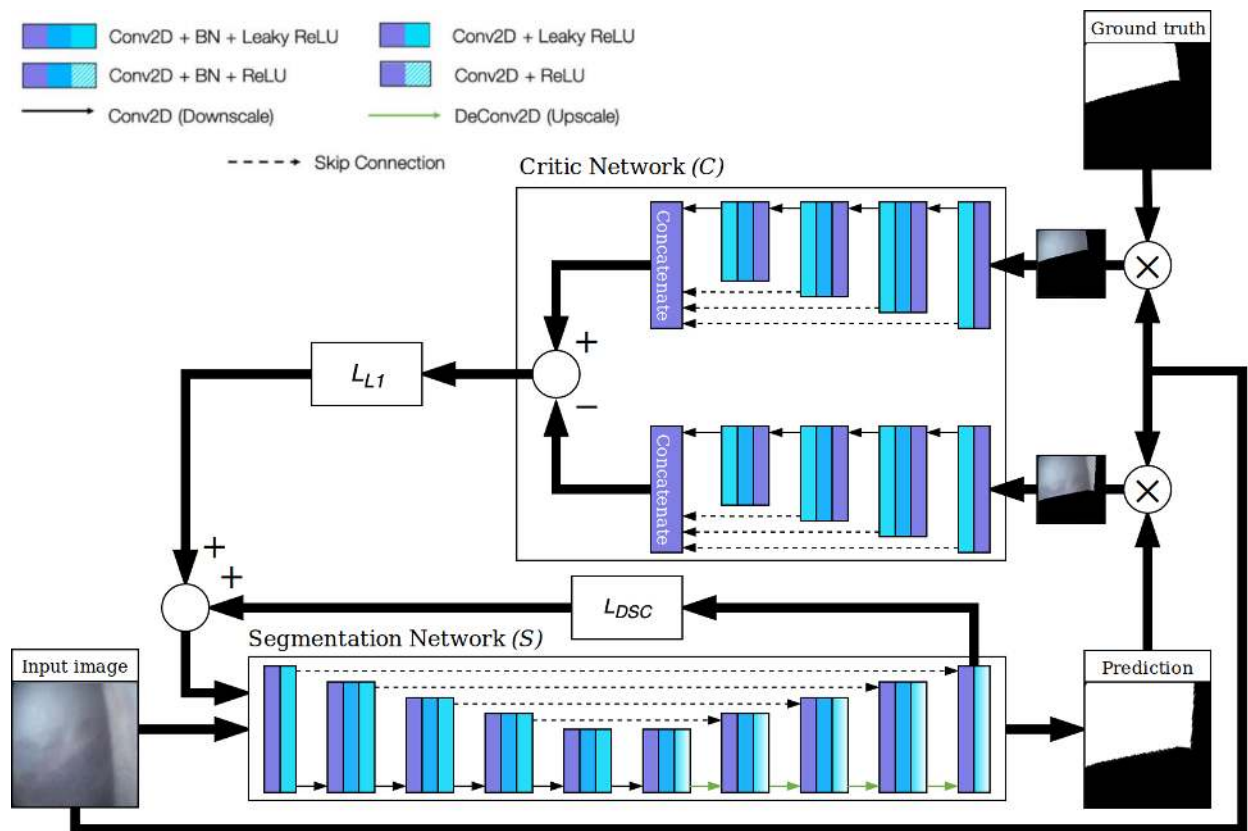 Conv2D + BN + Leaky ReLU
Conv2D + Leaky ReLU
Conv2D + BN + ReLU
Conv2D + ReLU
Conv2D (Downscale)
DeConv2D (Upscale)
Skip Connection
Ground truth
Critic Network (C)
Concatenate
×
+
−
L_L1
Concatenate
×
+
+
L_DSC
Segmentation Network (S)
Input image
Prediction